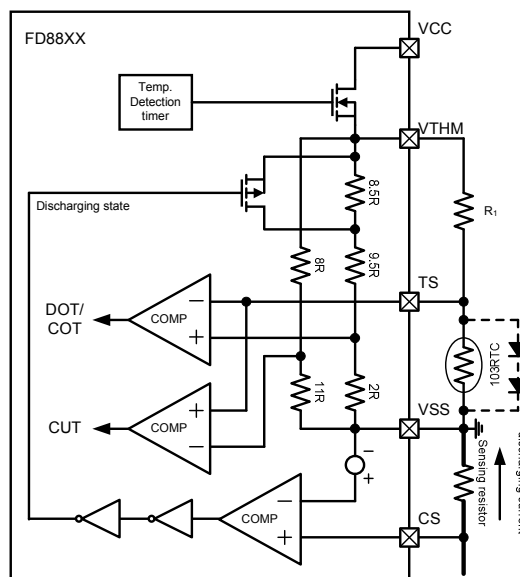 FD88XX
VCC
Temp.
Detection
timer
VTHM
8.5R
R1
Discharging state
8R
9.5R
TS
DOT/
COT
−
COMP
+
103RTC
11R
2R
CUT
+
COMP
−
VSS
−
+
Sensing resistor
−
COMP
+
CS